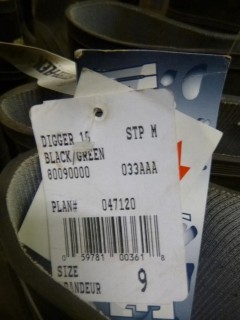 DIGGER 15 STP M
BLACK/GREEN
80090000 033AAA
PLAN# 047120
0 59781 00361 8
SIZE 9
GRANDEUR